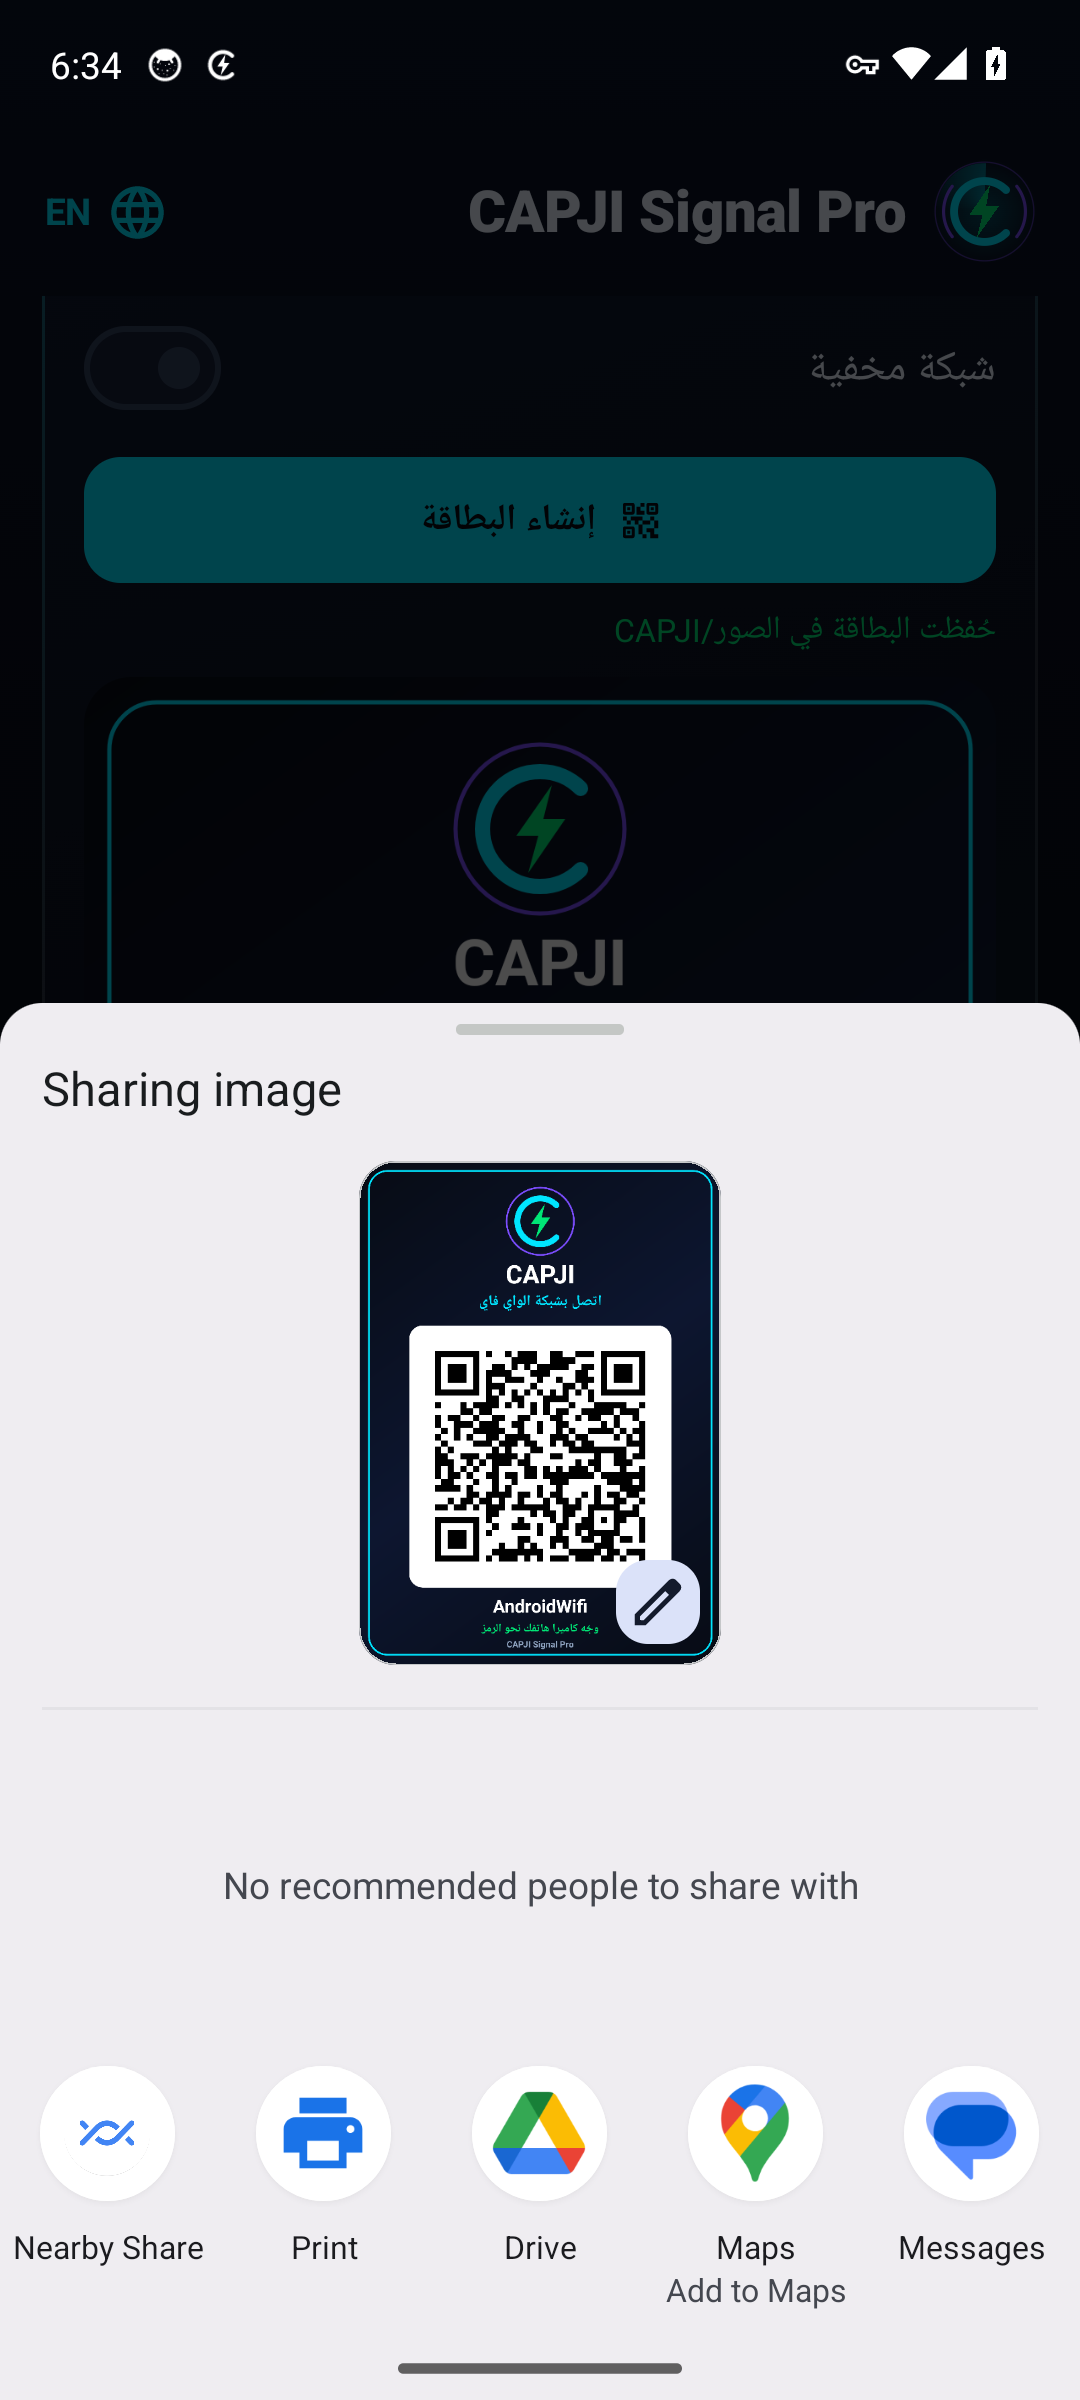 6:34
EN
CAPJI Signal Pro
شبكة مخفية
إنشاء البطاقة
حُفظت البطاقة في الصور/CAPJI
CAPJI
Sharing image
CAPJI
اتصل بشبكة الواي فاي
AndroidWifi
وجّه كاميرا هاتفك نحو الرمز
CAPJI Signal Pro
No recommended people to share with
Nearby Share
Print
Drive
Maps
Add to Maps
Messages